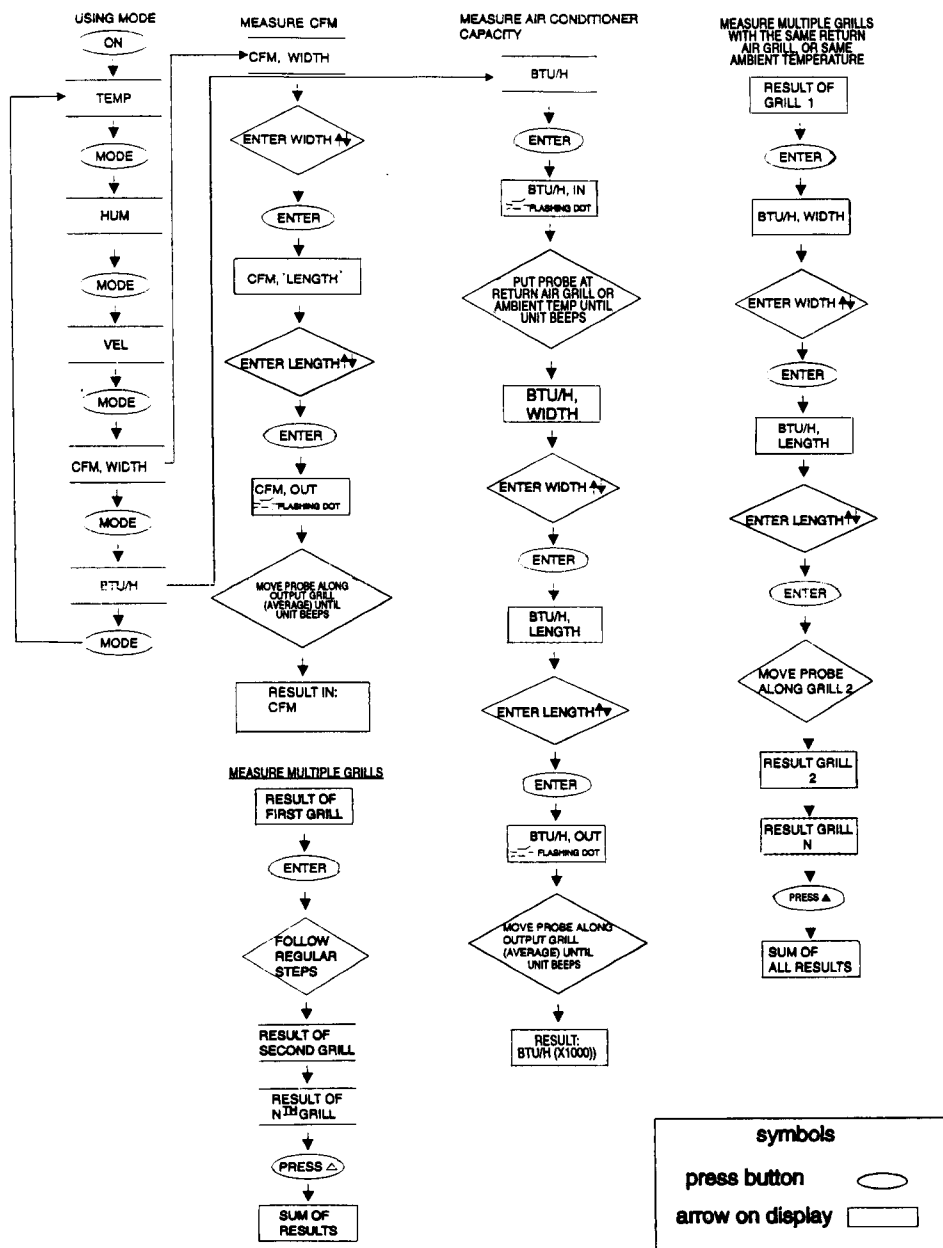 USING MODE
ON
TEMP
MODE
HUM
MODE
VEL
MODE
CFM, WIDTH
MODE
BTU/H
MODE
MEASURE CFM
CFM, WIDTH
ENTER WIDTH
ENTER
CFM, 'LENGTH'
ENTER LENGTH
ENTER
CFM, OUT
FLASHING DOT
MOVE PROBE ALONG
OUTPUT GRILL
(AVERAGE) UNTIL
UNIT BEEPS
RESULT IN:
CFM
MEASURE MULTIPLE GRILLS
RESULT OF
FIRST GRILL
ENTER
FOLLOW
REGULAR
STEPS
RESULT OF
SECOND GRILL
RESULT OF
NTH GRILL
PRESS △
SUM OF
RESULTS
MEASURE AIR CONDITIONER
CAPACITY
BTU/H
ENTER
BTU/H, IN
FLASHING DOT
PUT PROBE AT
RETURN AIR GRILL OR
AMBIENT TEMP UNTIL
UNIT BEEPS
BTU/H,
WIDTH
ENTER WIDTH
ENTER
BTU/H,
LENGTH
ENTER LENGTH
ENTER
BTU/H, OUT
FLASHING DOT
MOVE PROBE ALONG
OUTPUT GRILL
(AVERAGE) UNTIL
UNIT BEEPS
RESULT:
BTU/H (X1000))
MEASURE MULTIPLE GRILLS
WITH THE SAME RETURN
AIR GRILL, OR SAME
AMBIENT TEMPERATURE
RESULT OF
GRILL 1
ENTER
BTU/H, WIDTH
ENTER WIDTH
ENTER
BTU/H,
LENGTH
ENTER LENGTH
ENTER
MOVE PROBE
ALONG GRILL 2
RESULT GRILL
2
RESULT GRILL
N
PRESS ▲
SUM OF
ALL RESULTS
symbols
press button
arrow on display